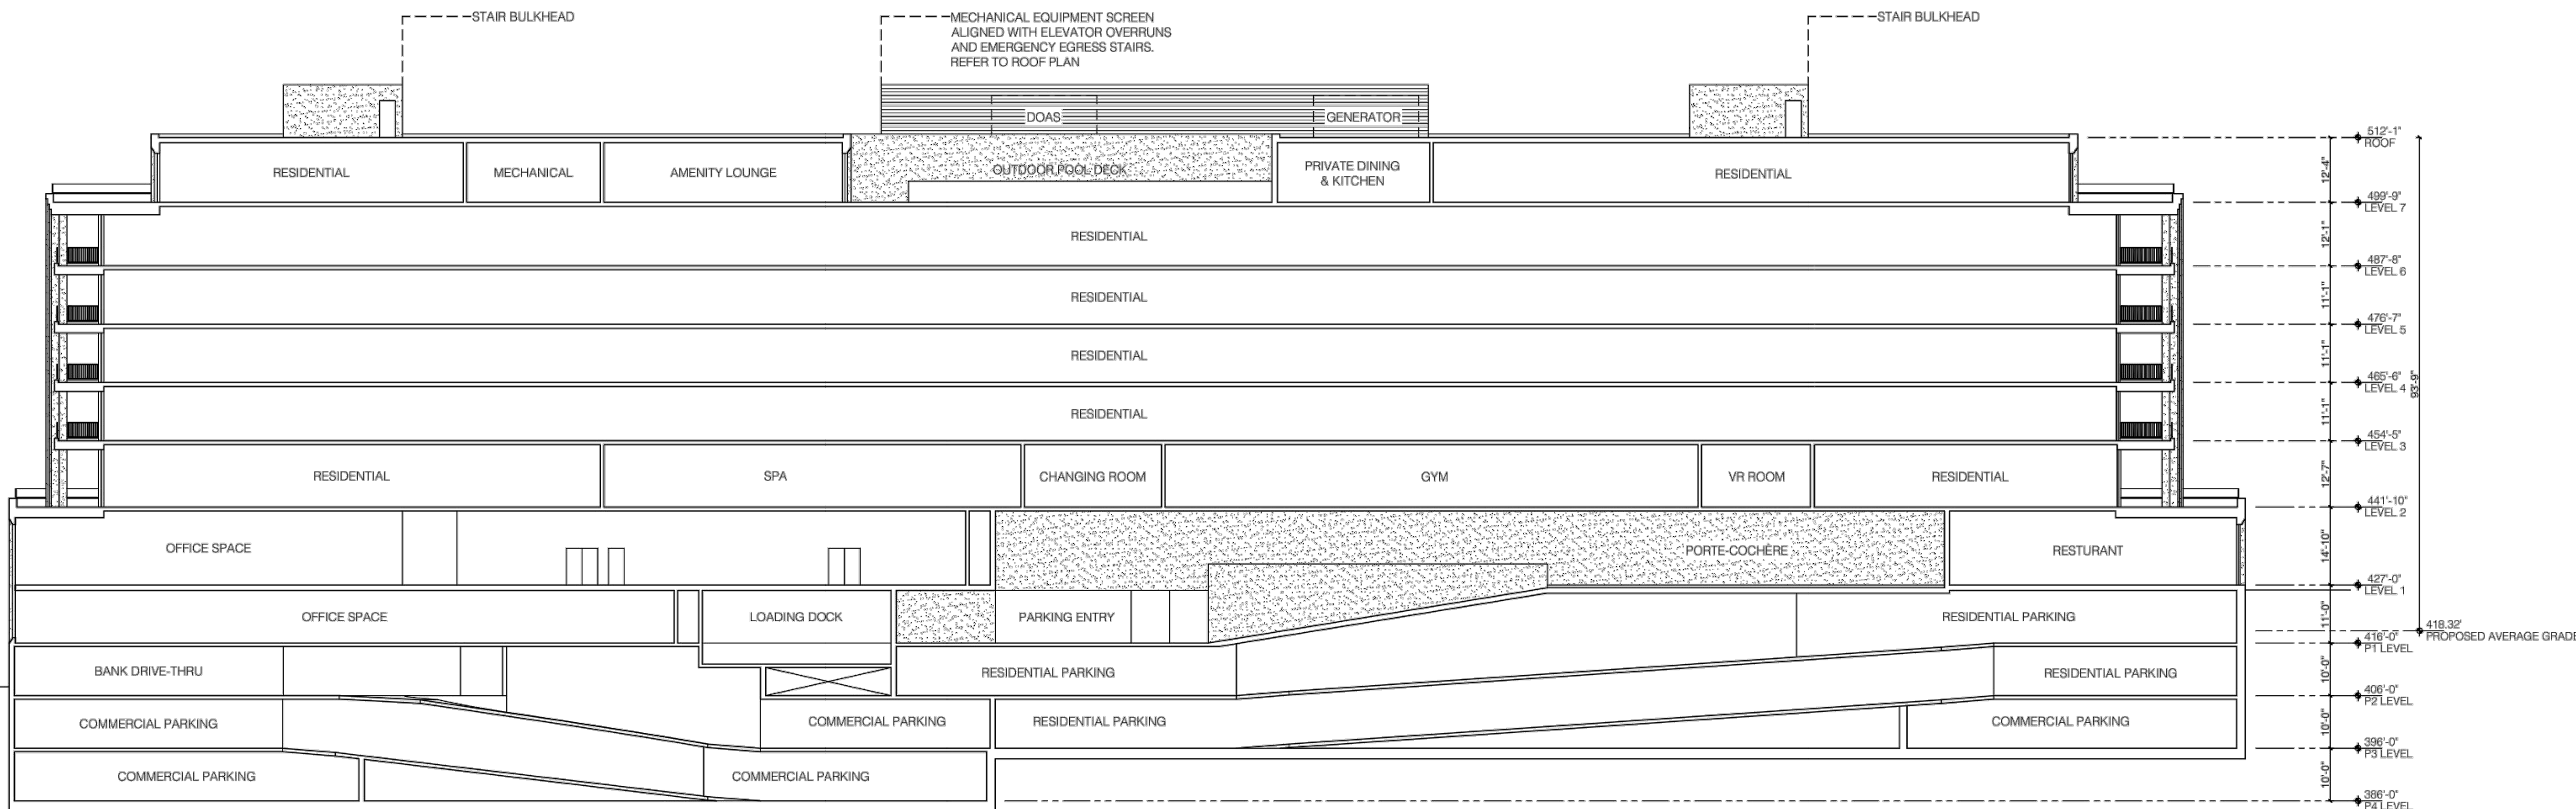 STAIR BULKHEAD
MECHANICAL EQUIPMENT SCREEN
ALIGNED WITH ELEVATOR OVERRUNS
AND EMERGENCY EGRESS STAIRS.
REFER TO ROOF PLAN
STAIR BULKHEAD
DOAS
GENERATOR
512'-1"
ROOF
RESIDENTIAL
MECHANICAL
AMENITY LOUNGE
OUTDOOR POOL DECK
PRIVATE DINING
& KITCHEN
RESIDENTIAL
12'-4"
499'-9"
LEVEL 7
RESIDENTIAL
12'-1"
487'-8"
LEVEL 6
RESIDENTIAL
11'-1"
476'-7"
LEVEL 5
RESIDENTIAL
11'-1"
465'-6"
LEVEL 4
93'-9"
RESIDENTIAL
11'-1"
454'-5"
LEVEL 3
RESIDENTIAL
SPA
CHANGING ROOM
GYM
VR ROOM
RESIDENTIAL
12'-7"
441'-10"
LEVEL 2
OFFICE SPACE
PORTE-COCHÈRE
RESTURANT
14'-10"
427'-0"
LEVEL 1
OFFICE SPACE
LOADING DOCK
PARKING ENTRY
RESIDENTIAL PARKING
11'-0"
418.32'
PROPOSED AVERAGE GRADE
416'-0"
P1 LEVEL
BANK DRIVE-THRU
RESIDENTIAL PARKING
RESIDENTIAL PARKING
10'-0"
406'-0"
P2 LEVEL
COMMERCIAL PARKING
COMMERCIAL PARKING
RESIDENTIAL PARKING
COMMERCIAL PARKING
10'-0"
396'-0"
P3 LEVEL
COMMERCIAL PARKING
COMMERCIAL PARKING
10'-0"
386'-0"
P4 LEVEL